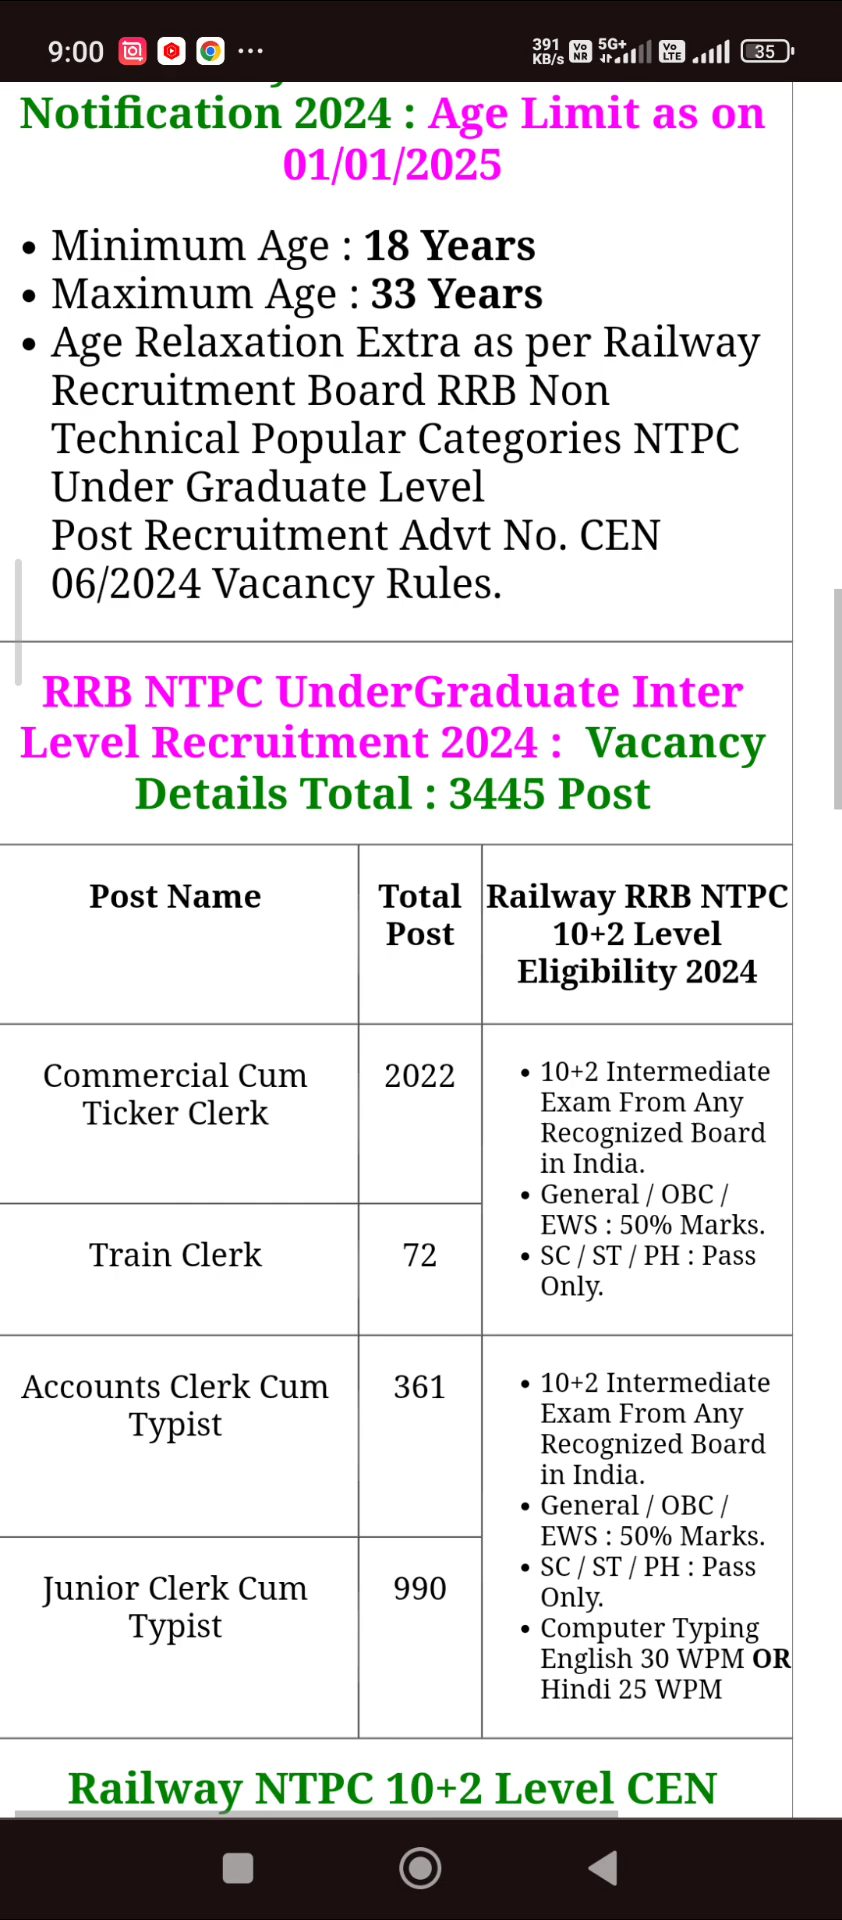 9:00
391
KB/s
Vo
NR
5G+
Vo
LTE
35
Notification 2024 : Age Limit as on
01/01/2025
• Minimum Age : 18 Years
• Maximum Age : 33 Years
• Age Relaxation Extra as per Railway
Recruitment Board RRB Non
Technical Popular Categories NTPC
Under Graduate Level
Post Recruitment Advt No. CEN
06/2024 Vacancy Rules.
RRB NTPC UnderGraduate Inter
Level Recruitment 2024 : Vacancy
Details Total : 3445 Post
Post Name
Total
Post
Railway RRB NTPC
10+2 Level
Eligibility 2024
Commercial Cum
Ticker Clerk
2022
• 10+2 Intermediate
Exam From Any
Recognized Board
in India.
• General / OBC /
EWS : 50% Marks.
• SC / ST / PH : Pass
Only.
Train Clerk
72
Accounts Clerk Cum
Typist
361
• 10+2 Intermediate
Exam From Any
Recognized Board
in India.
• General / OBC /
EWS : 50% Marks.
• SC / ST / PH : Pass
Only.
• Computer Typing
English 30 WPM OR
Hindi 25 WPM
Junior Clerk Cum
Typist
990
Railway NTPC 10+2 Level CEN